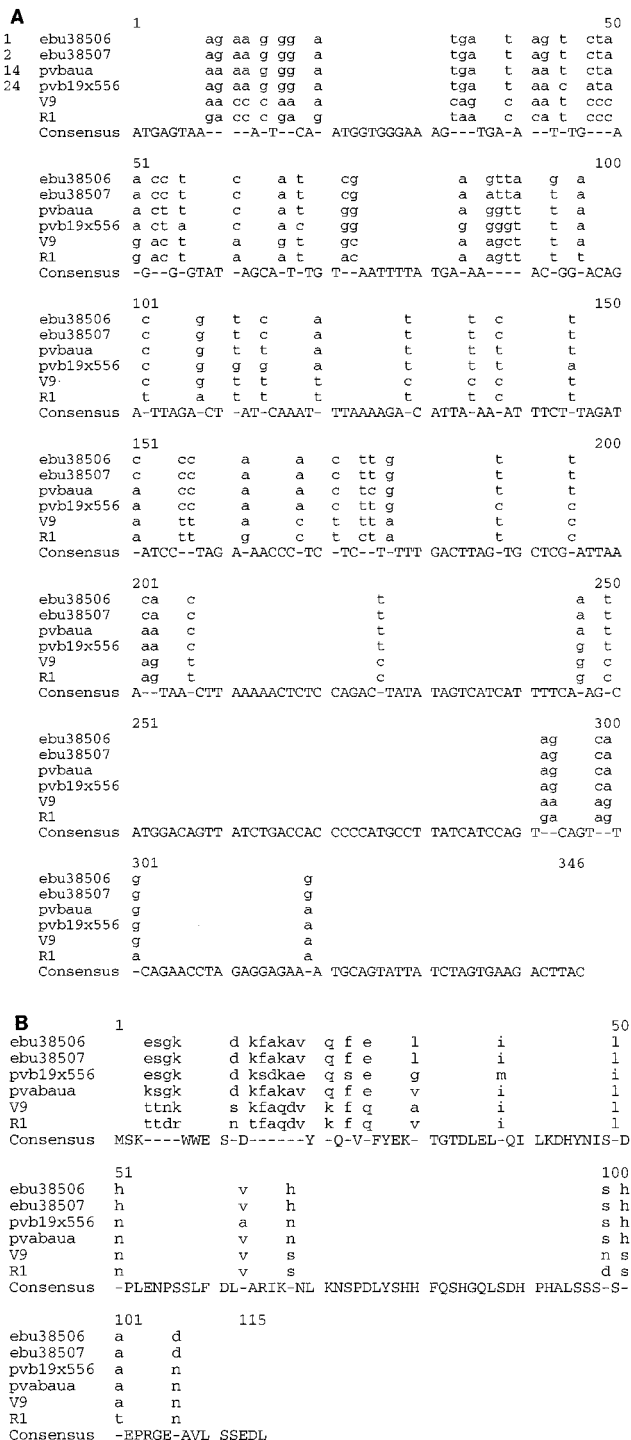 A
1 50
1 ebu38506 ag aa g gg a tga t ag t c ta
2 ebu38507 ag aa g gg a tga t ag t c ta
14 pvbaua aa aa g gg a tga t aa t c ta
24 pvb19x556 aa aa g gg a tga t aa c a ta
V9 ga cc c aa a cag c aa t ccc
R1 ga cc c ga g taa c ca t ccc
Consensus ATGAGTAA-- -A-T--CA- ATGGTGGGAA AG---TGA-A --T-TG---A
51 100
ebu38506 a cc t c a t cg a gtta g a
ebu38507 a cc t c a t cg a atta t a
pvbaua a ct t c a t gg a ggtt t a
pvb19x556 a ct a c a c gg g gggt t a
V9 g ac t a g t gc a agct t t
R1 g ac t a a t ac a agtt t t
Consensus -G--G-GTAT -AGCA-T-TG T--AATTTTA TGA-AA---- AC-GG-ACAG
101 150
ebu38506 c g t c a t t c t
ebu38507 c g t c a t t c t
pvbaua c g t t a t t t t
pvb19x556 c g g g a t t t a
V9 c g t t t c c c t
R1 t a t t t t t c t
Consensus A-TTAGA-CT -AT-CAAAT- TTAAAAGA-C ATTA-AA-AT TTCT-TAGAT
151 200
ebu38506 c cc a a c tt g t t
ebu38507 c cc a a c tt g t t
pvbaua a cc a a c tc g t t
pvb19x556 a cc a a c tc g c c
V9 a tt g c t tt a t c
R1 a tt g c t ct a t c
Consensus -ATCC--TAG A-AACCC-TC -TC--T-TTT GACTTAG-TG CTCG-ATTAA
201 250
ebu38506 ca c t a t
ebu38507 ca c t a t
pvbaua aa c t a t
pvb19x556 aa c t g t
V9 ag t c g c
R1 ag t c g c
Consensus A--TAA-CTT AAAAACTCTC CAGAC-TATA TAGTCATCAT TTTCA-AG-C
251 300
ebu38506 ag ca
ebu38507 ag ca
pvbaua ag ca
pvb19x556 ag ca
V9 aa ag
R1 ga ag
Consensus ATGGACAGTT ATCTGACCAC CCCCATGCCT TATCATCCAG T--CAGT--T
301 346
ebu38506 g g
ebu38507 g g
pvbaua g a
pvb19x556 g a
V9 g a
R1 a a
Consensus -CAGAACCTA GAGGAGAA-A TGCAGTATTA TCTAGTGAAG ACTTAC
B
1 50
ebu38506 esgk d kfakav q f e l i l
ebu38507 esgk d kfakav q f e l i l
pvb19x556 esgk d ksdkae q s e g m l
pvabaua ksgk d kfakav q f e v i l
V9 ttnk s kfaqdv k f q a i l
R1 ttdr n tfaqdv k f q v i l
Consensus MSK----WWE S-D------Y -Q-V-FYEK- TGTDLEL-QI LKDHYNIS-D
51 100
ebu38506 h v h s h
ebu38507 h v h s h
pvb19x556 n a n s h
pvabaua n v n s h
V9 n v s n s
R1 n v s d s
Consensus -PLENPSSLF DL-ARIK-NL KNSPDLYSHH FQSHGQLSDH PHALSSS-S-
101 115
ebu38506 a d
ebu38507 a d
pvb19x556 a n
pvabaua a n
V9 a n
R1 t n
Consensus -EPRGE-AVL SSEDL